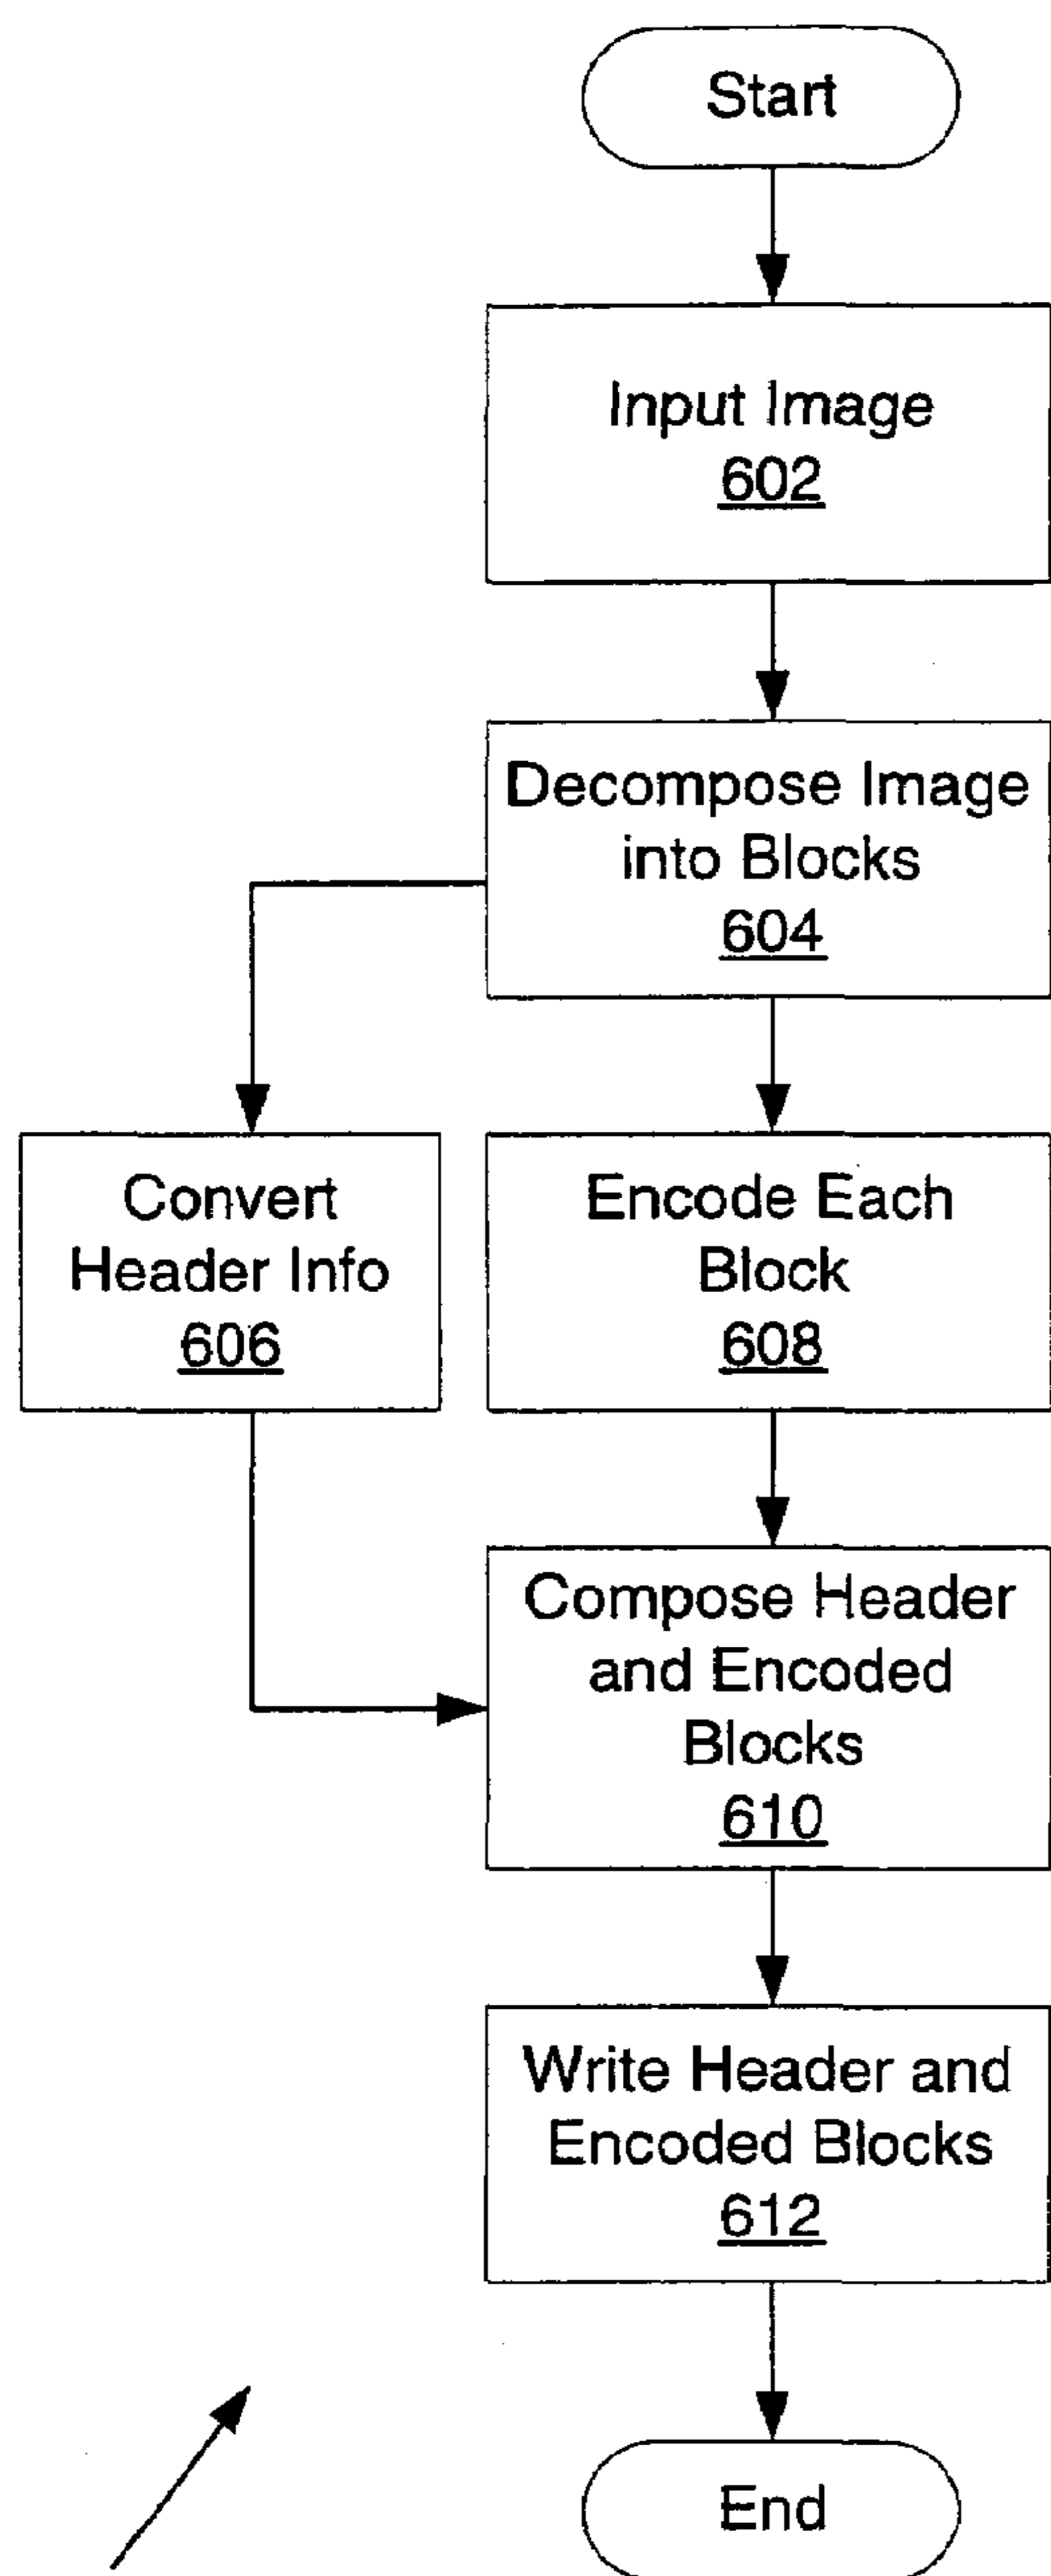 Start
Input Image
602
Decompose Image
into Blocks
604
Convert
Header Info
606
Encode Each
Block
608
Compose Header
and Encoded
Blocks
610
Write Header and
Encoded Blocks
612
End